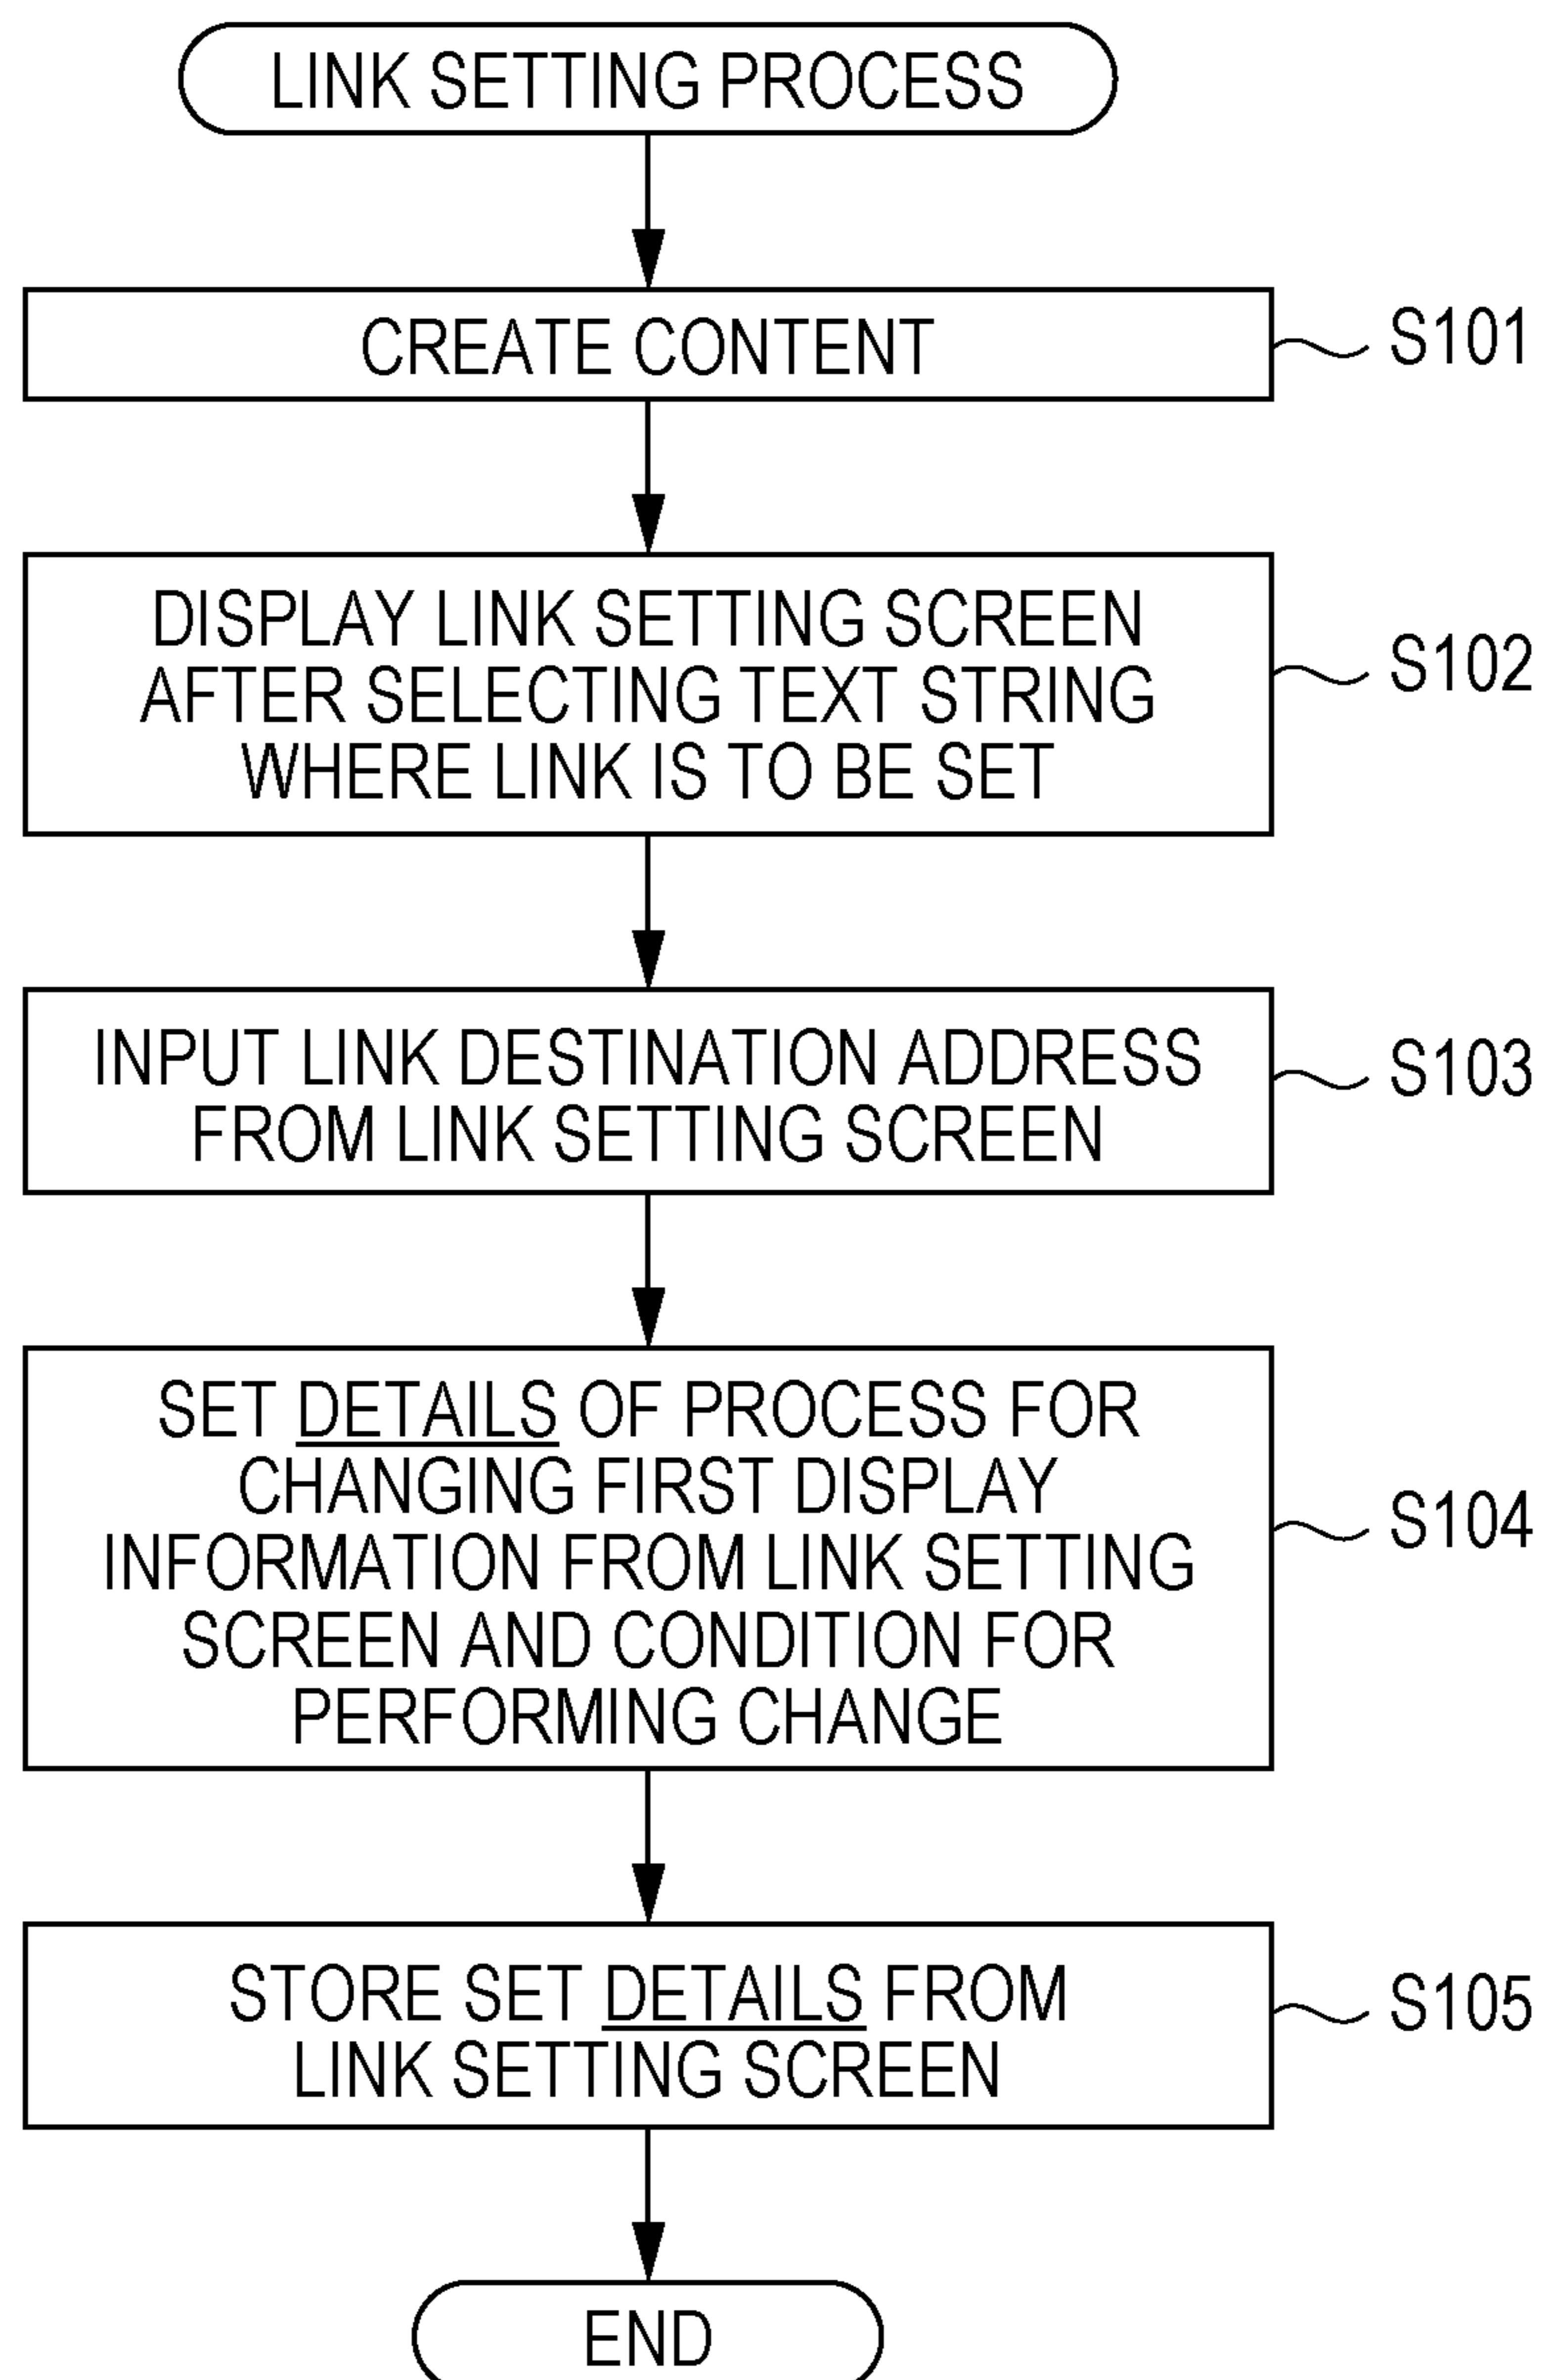 LINK SETTING PROCESS
CREATE CONTENT
S101
DISPLAY LINK SETTING SCREEN
AFTER SELECTING TEXT STRING
WHERE LINK IS TO BE SET
S102
INPUT LINK DESTINATION ADDRESS
FROM LINK SETTING SCREEN
S103
SET DETAILS OF PROCESS FOR
CHANGING FIRST DISPLAY
INFORMATION FROM LINK SETTING
SCREEN AND CONDITION FOR
PERFORMING CHANGE
S104
STORE SET DETAILS FROM
LINK SETTING SCREEN
S105
END